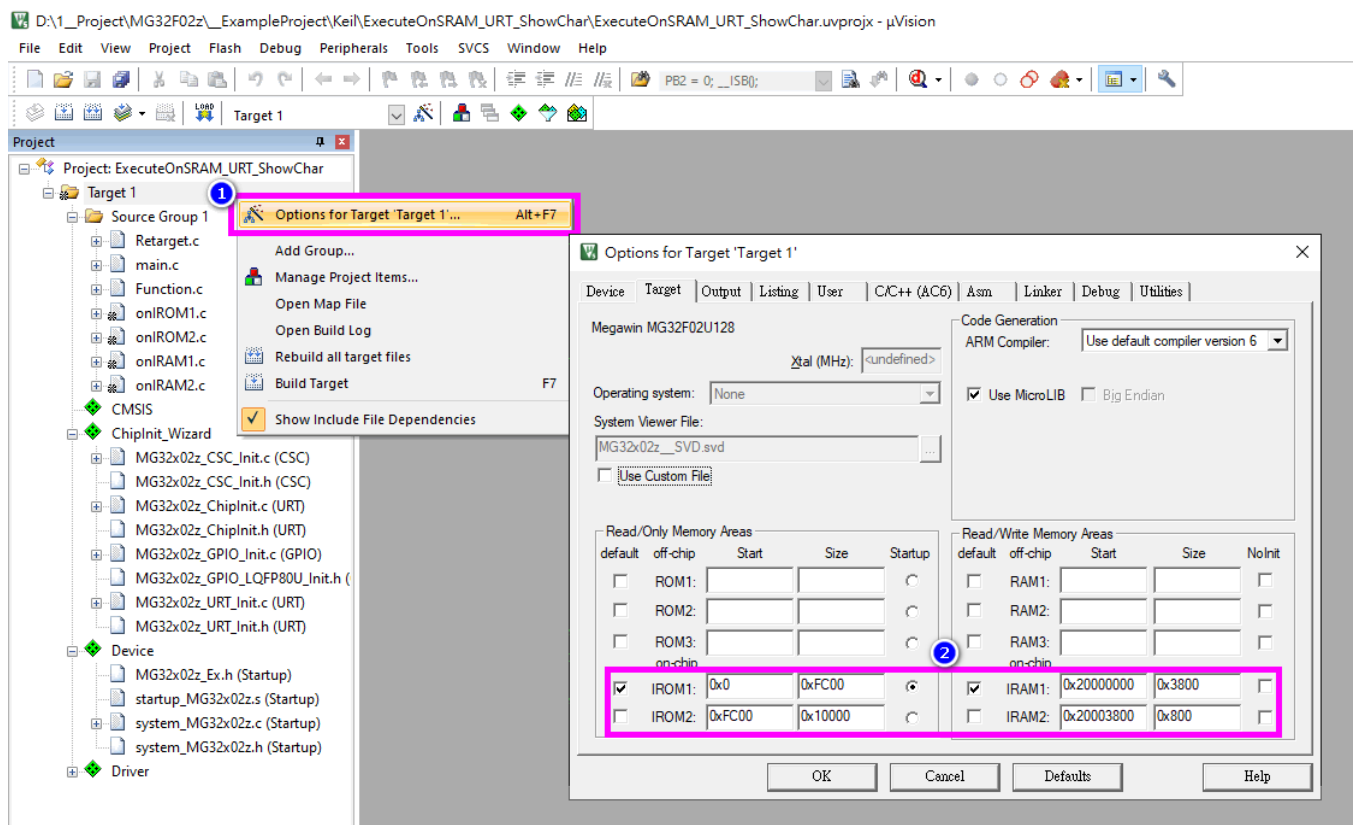 D:\1__Project\MG32F02z\__ExampleProject\Keil\ExecuteOnSRAM_URT_ShowChar\ExecuteOnSRAM_URT_ShowChar.uvprojx - µVision
File Edit View Project Flash Debug Peripherals Tools SVCS Window Help
PB2 = 0; __ISB();
LOAD Target 1
Project
Project: ExecuteOnSRAM_URT_ShowChar
Target 1
Source Group 1
Retarget.c
main.c
Function.c
onIROM1.c
onIROM2.c
onIRAM1.c
onIRAM2.c
CMSIS
ChipInit_Wizard
MG32x02z_CSC_Init.c (CSC)
MG32x02z_CSC_Init.h (CSC)
MG32x02z_ChipInit.c (URT)
MG32x02z_ChipInit.h (URT)
MG32x02z_GPIO_Init.c (GPIO)
MG32x02z_GPIO_LQFP80U_Init.h (
MG32x02z_URT_Init.c (URT)
MG32x02z_URT_Init.h (URT)
Device
MG32x02z_Ex.h (Startup)
startup_MG32x02z.s (Startup)
system_MG32x02z.c (Startup)
system_MG32x02z.h (Startup)
Driver
1
Options for Target 'Target 1'... Alt+F7
Add Group...
Manage Project Items...
Open Map File
Open Build Log
Rebuild all target files
Build Target F7
Show Include File Dependencies
Options for Target 'Target 1'
Device Target Output Listing User C/C++ (AC6) Asm Linker Debug Utilities
Megawin MG32F02U128
Xtal (MHz): <undefined>
Operating system: None
System Viewer File:
MG32x02z__SVD.svd ...
Use Custom File
Code Generation
ARM Compiler: Use default compiler version 6
Use MicroLIB Big Endian
Read/Only Memory Areas
default off-chip Start Size Startup
ROM1:
ROM2:
ROM3:
on-chip
IROM1: 0x0 0xFC00
IROM2: 0xFC00 0x10000
Read/Write Memory Areas
default off-chip Start Size NoInit
RAM1:
RAM2:
RAM3:
2
on-chip
IRAM1: 0x20000000 0x3800
IRAM2: 0x20003800 0x800
OK Cancel Defaults Help